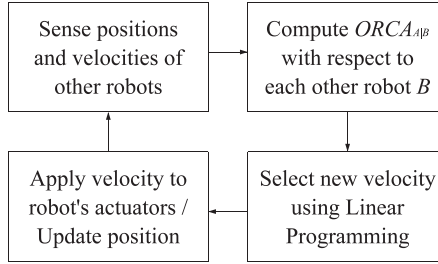 Sense positions
and velocities of
other robots
Compute ORCA_{A|B}
with respect to
each other robot B
Apply velocity to
robot's actuators /
Update position
Select new velocity
using Linear
Programming